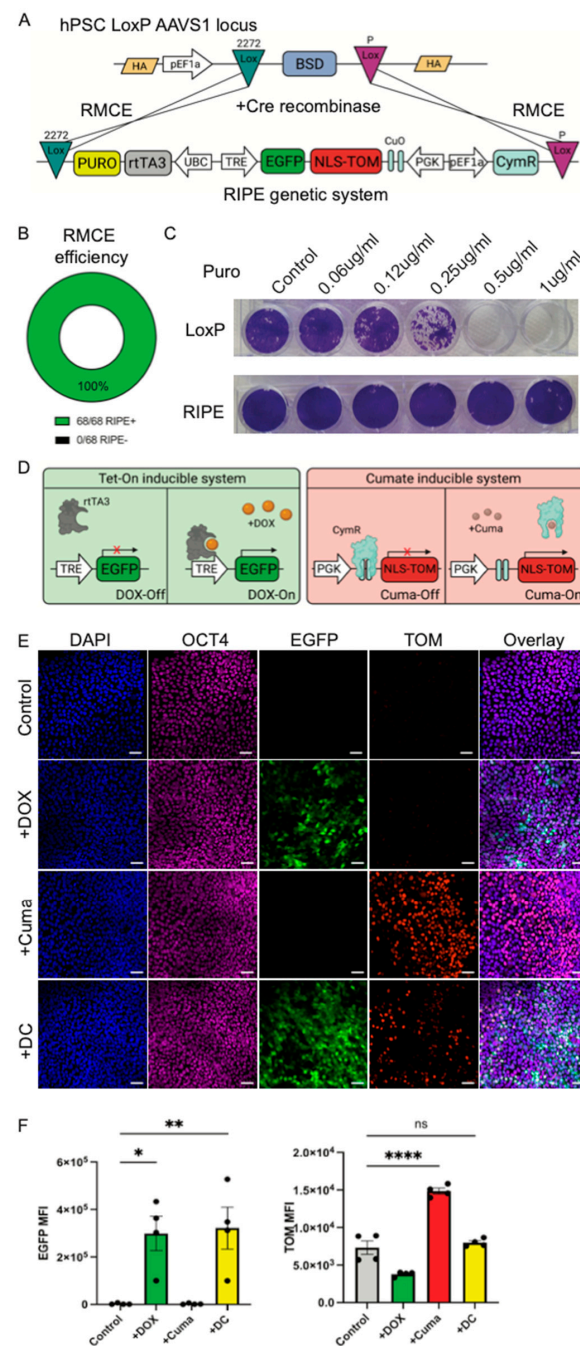 A
hPSC LoxP AAVS1 locus
2272
P
HA
pEF1a
Lox
BSD
Lox
HA
RMCE
+Cre recombinase
RMCE
2272
CuO
P
Lox
PURO
rtTA3
UBC
TRE
EGFP
NLS-TOM
PGK
pEF1a
CymR
Lox
RIPE genetic system
B
RMCE
efficiency
100%
68/68 RIPE+
0/68 RIPE-
C
Puro
Control
0.06ug/ml
0.12ug/ml
0.25ug/ml
0.5ug/ml
1ug/ml
LoxP
RIPE
D
Tet-On inducible system
rtTA3
TRE
EGFP
DOX-Off
+DOX
TRE
EGFP
DOX-On
Cumate inducible system
CymR
PGK
NLS-TOM
Cuma-Off
+Cuma
PGK
NLS-TOM
Cuma-On
E
DAPI
OCT4
EGFP
TOM
Overlay
Control
+DOX
+Cuma
+DC
F
**
*
EGFP MFI
6×10⁵
4×10⁵
2×10⁵
0
Control
+DOX
+Cuma
+DC
ns
****
TOM MFI
2.0×10⁴
1.5×10⁴
1.0×10⁴
5.0×10³
0.0
Control
+DOX
+Cuma
+DC